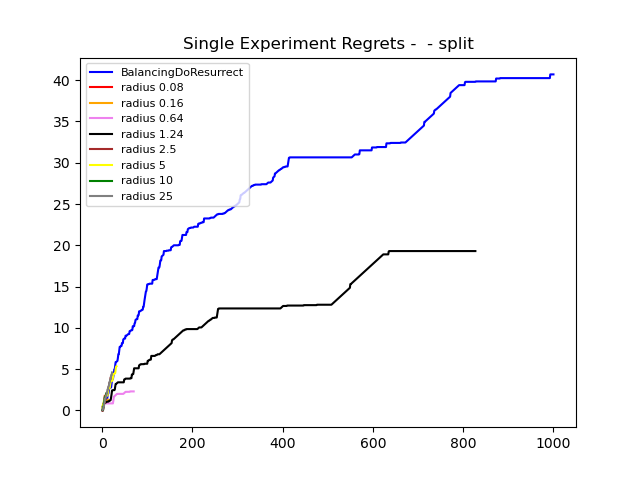 Single Experiment Regrets -  - split
BalancingDoResurrect
radius 0.08
radius 0.16
radius 0.64
radius 1.24
radius 2.5
radius 5
radius 10
radius 25
40
35
30
25
20
15
10
5
0
0 200 400 600 800 1000